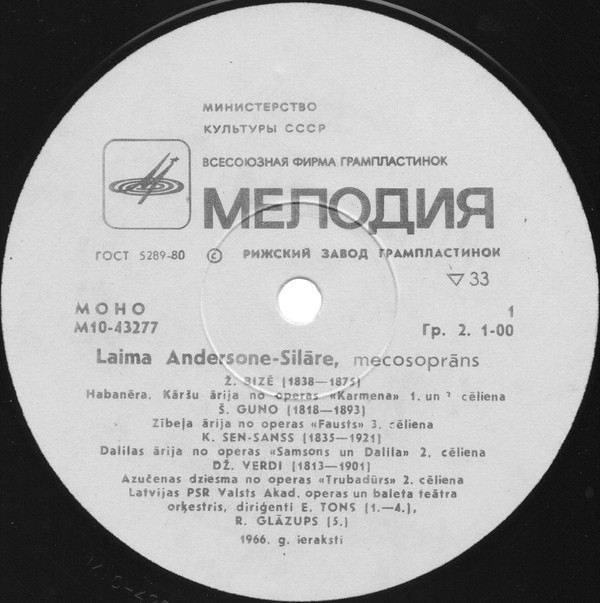 МИНИСТЕРСТВО
КУЛЬТУРЫ СССР
ВСЕСОЮЗНАЯ ФИРМА ГРАМПЛАСТИНОК
МЕЛОДИЯ
ГОСТ 5289-80 © РИЖСКИЙ ЗАВОД ГРАМПЛАСТИНОК
▽ 33
МОНО 1
М10-43277 Гр. 2. 1-00
Laima Andersone-Silāre, mecosoprāns
Ž. BIZĒ (1838—1875)
Habanēra. Kāršu ārija no operas «Karmena» 1. un cēliena
Š. GUNO (1818—1893)
Zībeļa ārija no operas «Fausts» 3. cēliena
K. SEN-SANSS (1835—1921)
Dalilas ārija no operas «Samsons un Dalila» 2. cēliena
DŽ. VERDI (1813—1901)
Azučenas dziesma no operas «Trubadūrs» 2. cēliena
Latvijas PSR Valsts Akad. operas un baleta teātra
orķestris, diriģenti E. TONS (1.—4.),
R. GLĀZUPS (5.)
1966. g. ieraksti